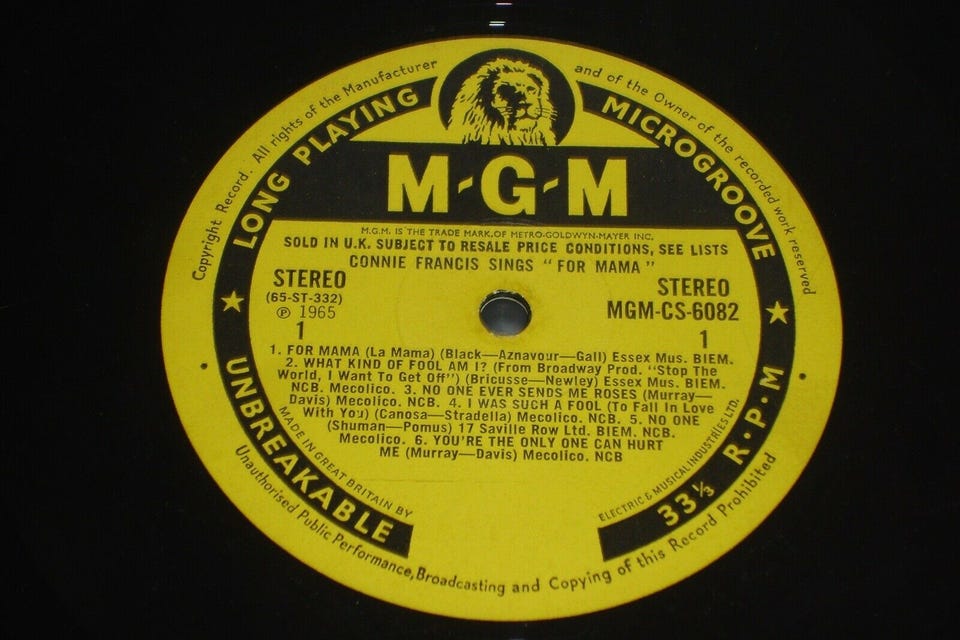 Copyright Record. All rights of the Manufacturer and of the Owner of the recorded work reserved
LONG PLAYING MICROGROOVE
M-G-M
M.G.M. IS THE TRADE MARK OF METRO-GOLDWYN-MAYER INC.
SOLD IN U.K. SUBJECT TO RESALE PRICE CONDITIONS, SEE LISTS
CONNIE FRANCIS SINGS "FOR MAMA"
STEREO
(65-ST-332)
℗ 1965
1
STEREO
MGM-CS-6082
1
1. FOR MAMA (La Mama) (Black—Aznavour—Gall) Essex Mus. BIEM.
2. WHAT KIND OF FOOL AM I? (From Broadway Prod. "Stop The
World, I Want To Get Off") (Bricusse—Newley) Essex Mus. BIEM.
NCB. Mecolico. 3. NO ONE EVER SENDS ME ROSES (Murray—
Davis) Mecolico. NCB. 4. I WAS SUCH A FOOL (To Fall In Love
With You) (Canosa—Stradella) Mecolico. NCB. 5. NO ONE
(Shuman—Pomus) 17 Saville Row Ltd. BIEM. NCB.
Mecolico. 6. YOU'RE THE ONLY ONE CAN HURT
ME (Murray—Davis) Mecolico. NCB
MADE IN GREAT BRITAIN BY
ELECTRIC & MUSICAL INDUSTRIES LTD.
UNBREAKABLE
33⅓ R·P·M
Unauthorised Public Performance, Broadcasting and Copying of this Record Prohibited